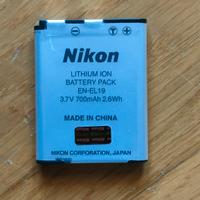 Nikon
LITHIUM ION
BATTERY PACK
EN-EL19
3.7V 700mAh 2.6Wh
MADE IN CHINA
NIKON CORPORATION, JAPAN